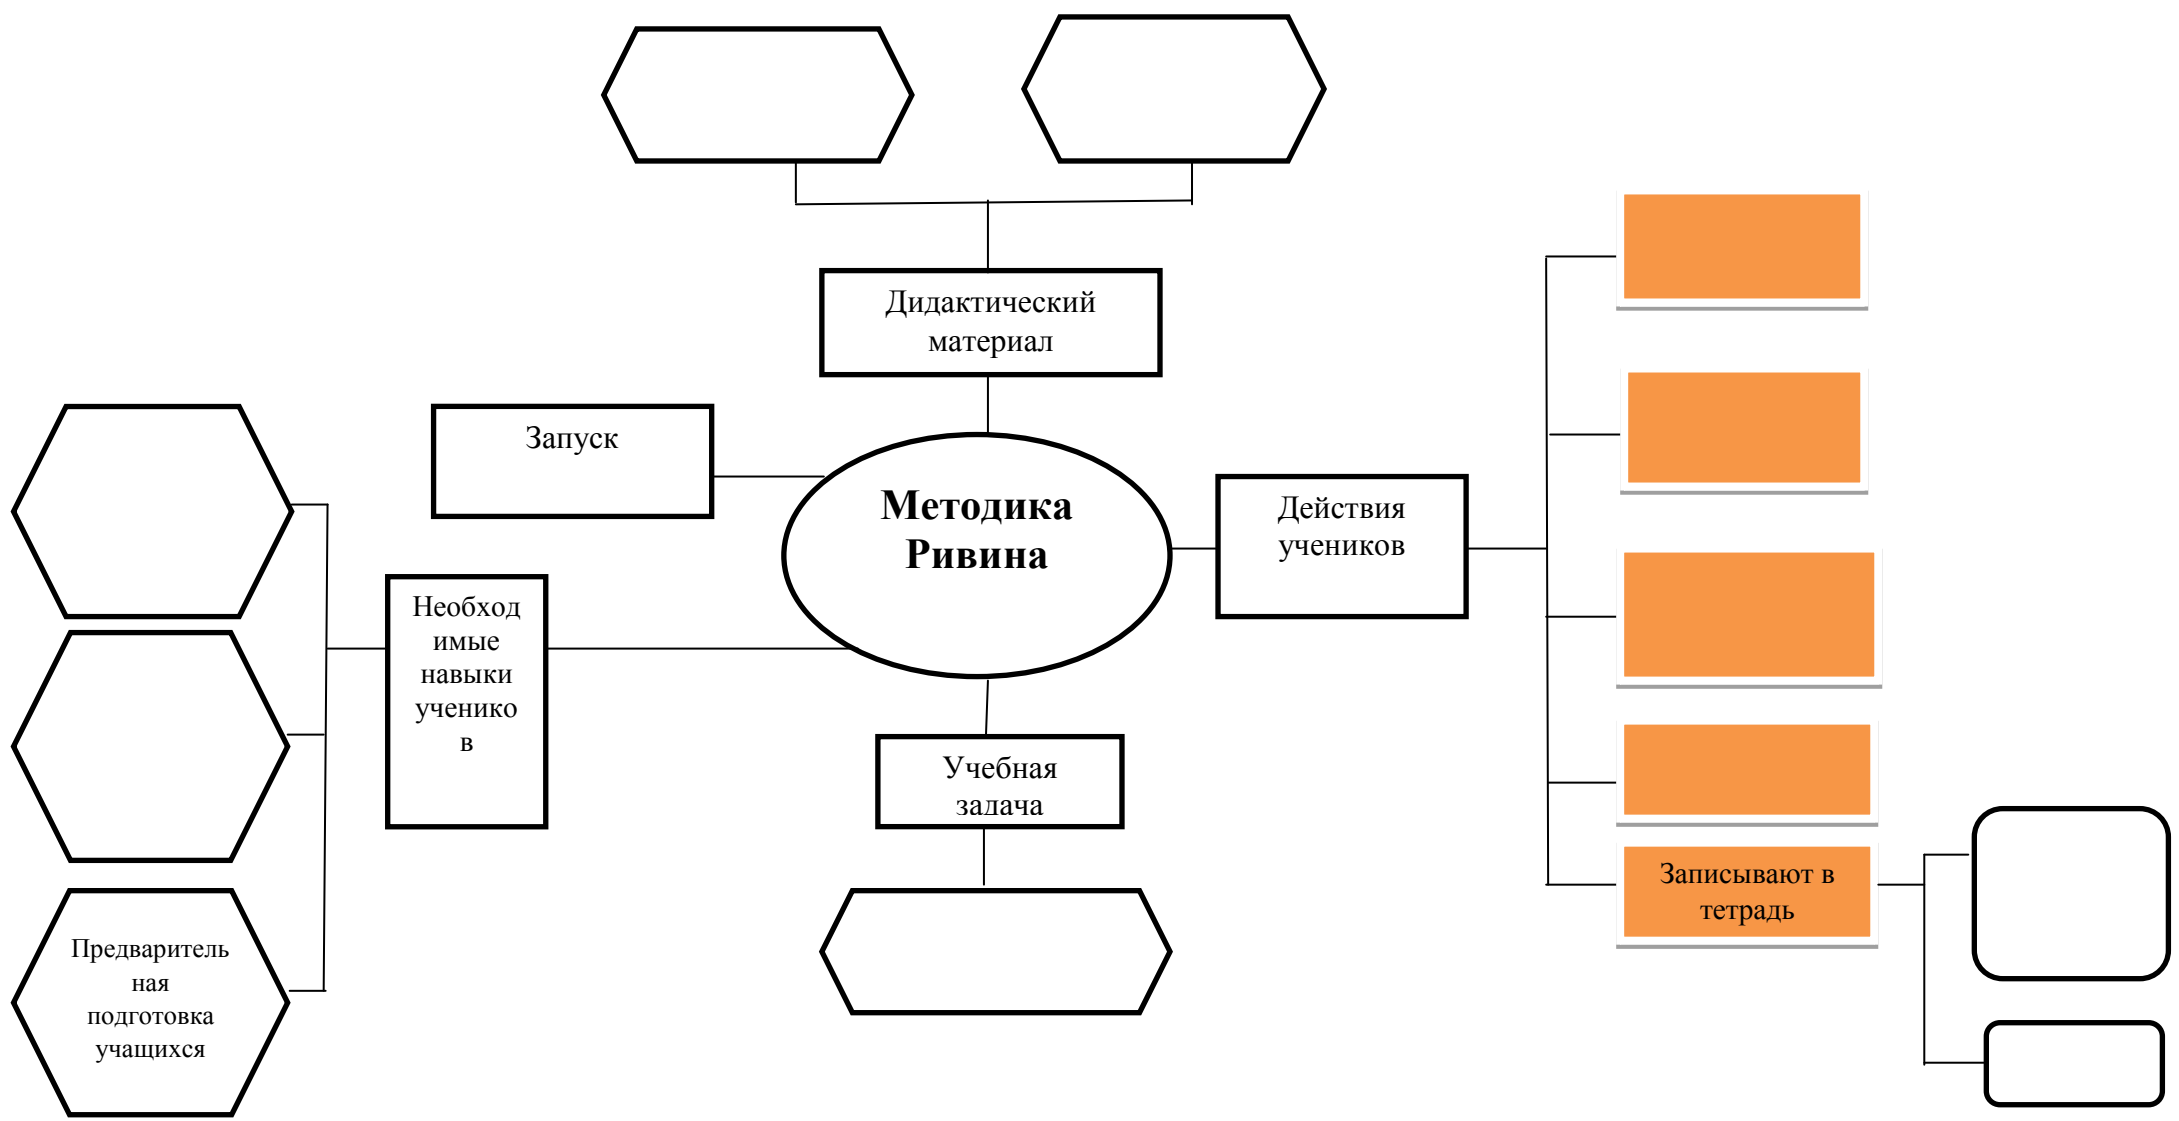 Дидактический
материал
Запуск
Методика
Ривина
Действия
учеников
Необход
имые
навыки
ученико
в
Учебная
задача
Записывают в
тетрадь
Предваритель
ная
подготовка
учащихся